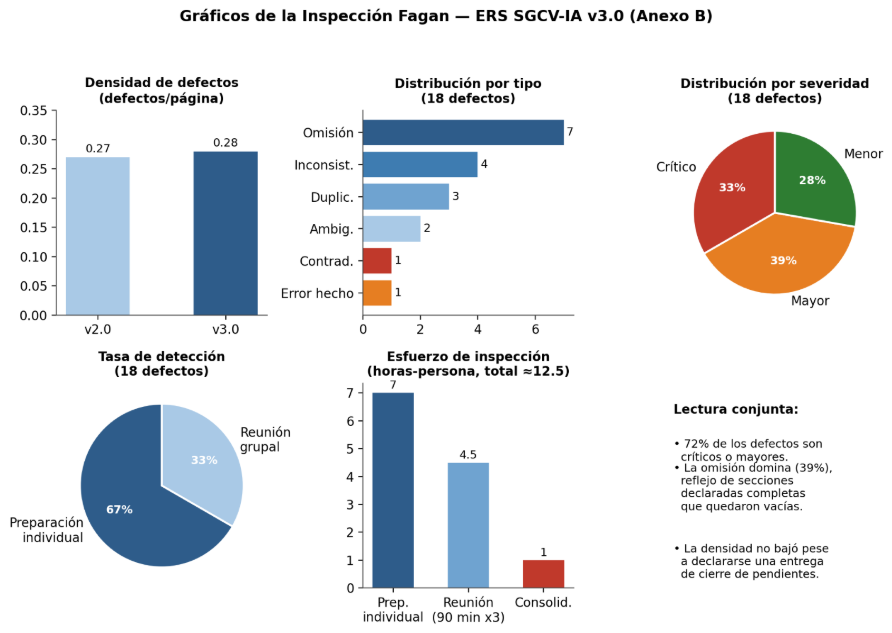 Gráficos de la Inspección Fagan — ERS SGCV-IA v3.0 (Anexo B)
Densidad de defectos
(defectos/página)
0.35
0.30
0.25
0.20
0.15
0.10
0.05
0.00
0.27
0.28
v2.0
v3.0
Distribución por tipo
(18 defectos)
Omisión
7
Inconsist.
4
Duplic.
3
Ambig.
2
Contrad.
1
Error hecho
1
0
2
4
6
Distribución por severidad
(18 defectos)
Crítico
33%
Menor
28%
39%
Mayor
Tasa de detección
(18 defectos)
Reunión
grupal
33%
67%
Preparación
individual
Esfuerzo de inspección
(horas-persona, total ≈12.5)
7
6
5
4
3
2
1
0
7
4.5
1
Prep.
individual
Reunión
(90 min x3)
Consolid.
Lectura conjunta:
• 72% de los defectos son
críticos o mayores.
• La omisión domina (39%),
reflejo de secciones
declaradas completas
que quedaron vacías.
• La densidad no bajó pese
a declararse una entrega
de cierre de pendientes.